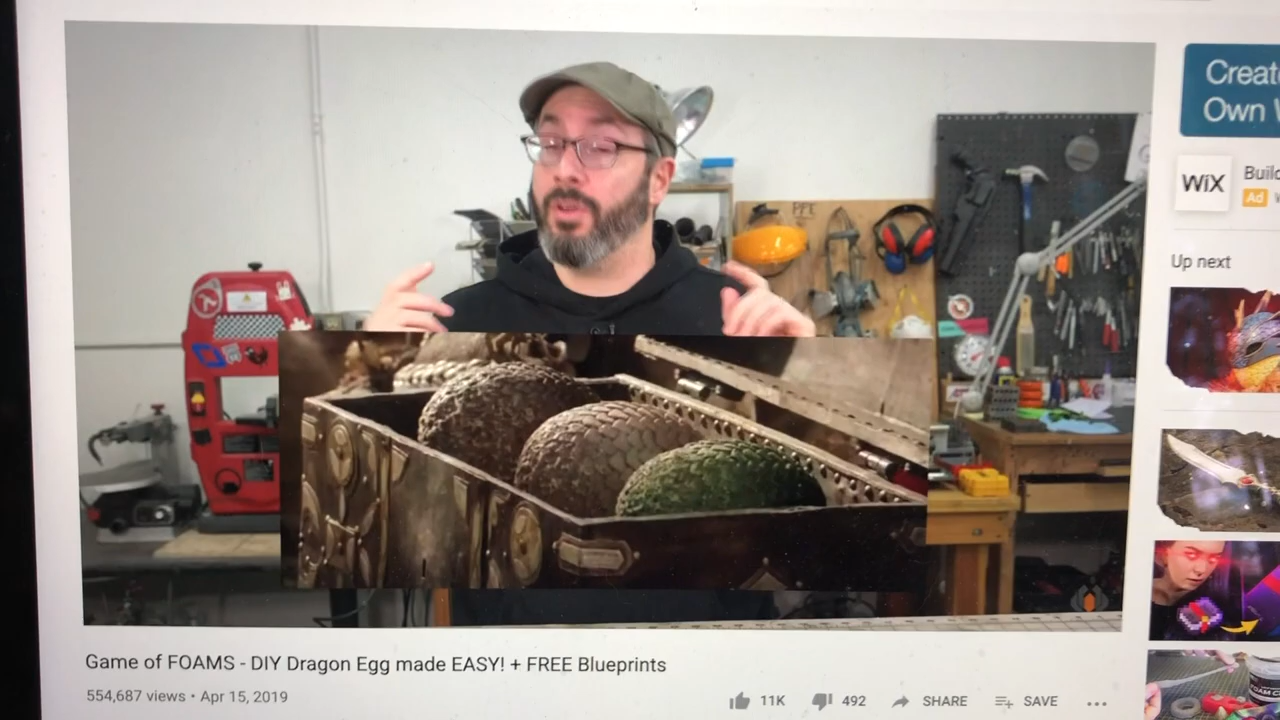 PPE
Create
Own
WiX
Build
Ad
Up next
Game of FOAMS - DIY Dragon Egg made EASY! + FREE Blueprints
554,687 views • Apr 15, 2019
11K
492
SHARE
SAVE